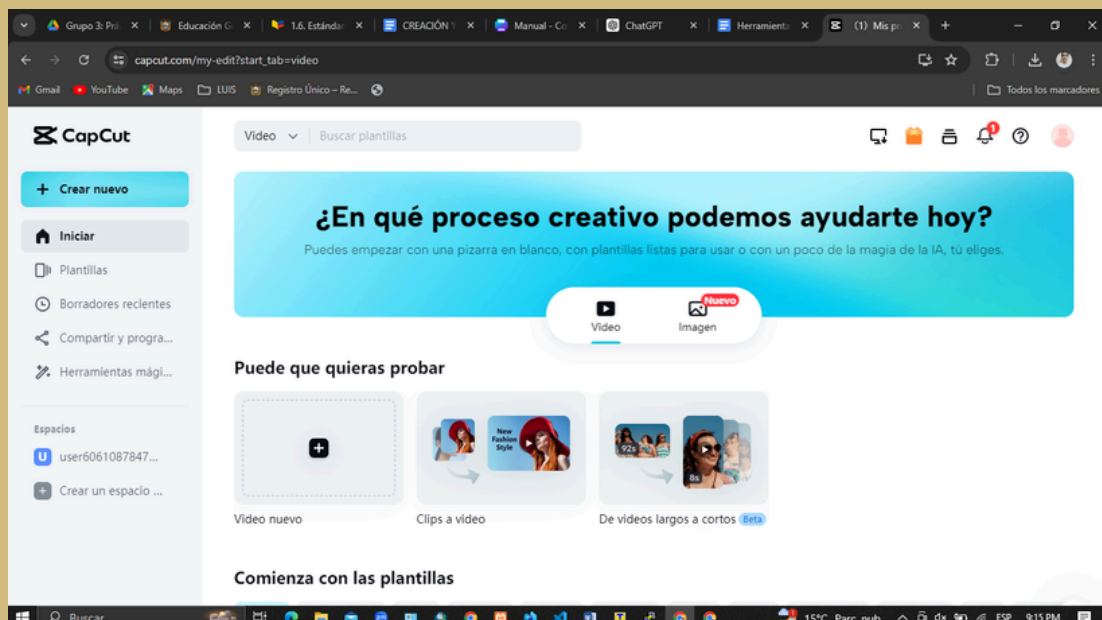 Grupo 3: Prá
Educación G
1.6. Estándar
CREACIÓN Y
Manual - Co
ChatGPT
Herramienta
(1) Mis pr
capcut.com/my-edit?start_tab=video
Gmail
YouTube
Maps
LUIS
Registro Único – Re...
Todos los marcadores
CapCut
Video
Buscar plantillas
1
+ Crear nuevo
¿En qué proceso creativo podemos ayudarte hoy?
Puedes empezar con una pizarra en blanco, con plantillas listas para usar o con un poco de la magia de la IA, tú eliges.
Iniciar
Plantillas
Borradores recientes
Compartir y progra...
Herramientas mági...
Nuevo
Video
Imagen
Puede que quieras probar
New
Fashion
Style
92s
8s
Video nuevo
Clips a video
De videos largos a cortos Beta
Espacios
U user6061087847...
Crear un espacio ...
Comienza con las plantillas
Buscar
15°C Parc. nub.
ESP
9:15 PM